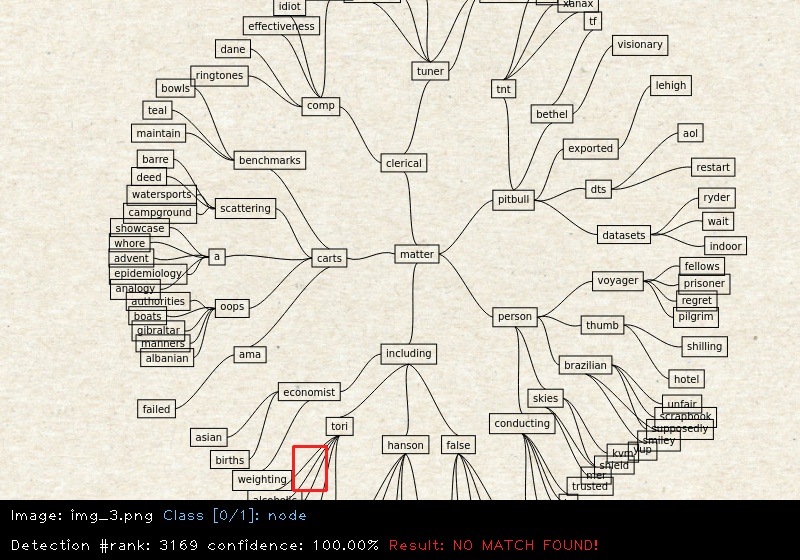 idiot
xanax
effectiveness
tf
dane
visionary
tuner
ringtones
bowls
lehigh
tnt
comp
teal
bethel
maintain
aol
exported
barre
benchmarks
clerical
restart
deed
dts
watersports
pitbull
ryder
scattering
campground
wait
showcase
datasets
whore
indoor
advent
a
carts
matter
fellows
epidemiology
voyager
prisoner
analogy
regret
authorities
oops
pilgrim
boats
person
gibraltar
thumb
manners
shilling
albanian
ama
including
brazilian
hotel
economist
failed
skies
unfair
scrapbook
tori
conducting
supposedly
asian
smiley
hanson
false
yup
kvm
births
shield
weighting
mer
trusted
alcoholic
Image: img_3.png Class [0/1]: node
Detection #rank: 3169 confidence: 100.00% Result: NO MATCH FOUND!